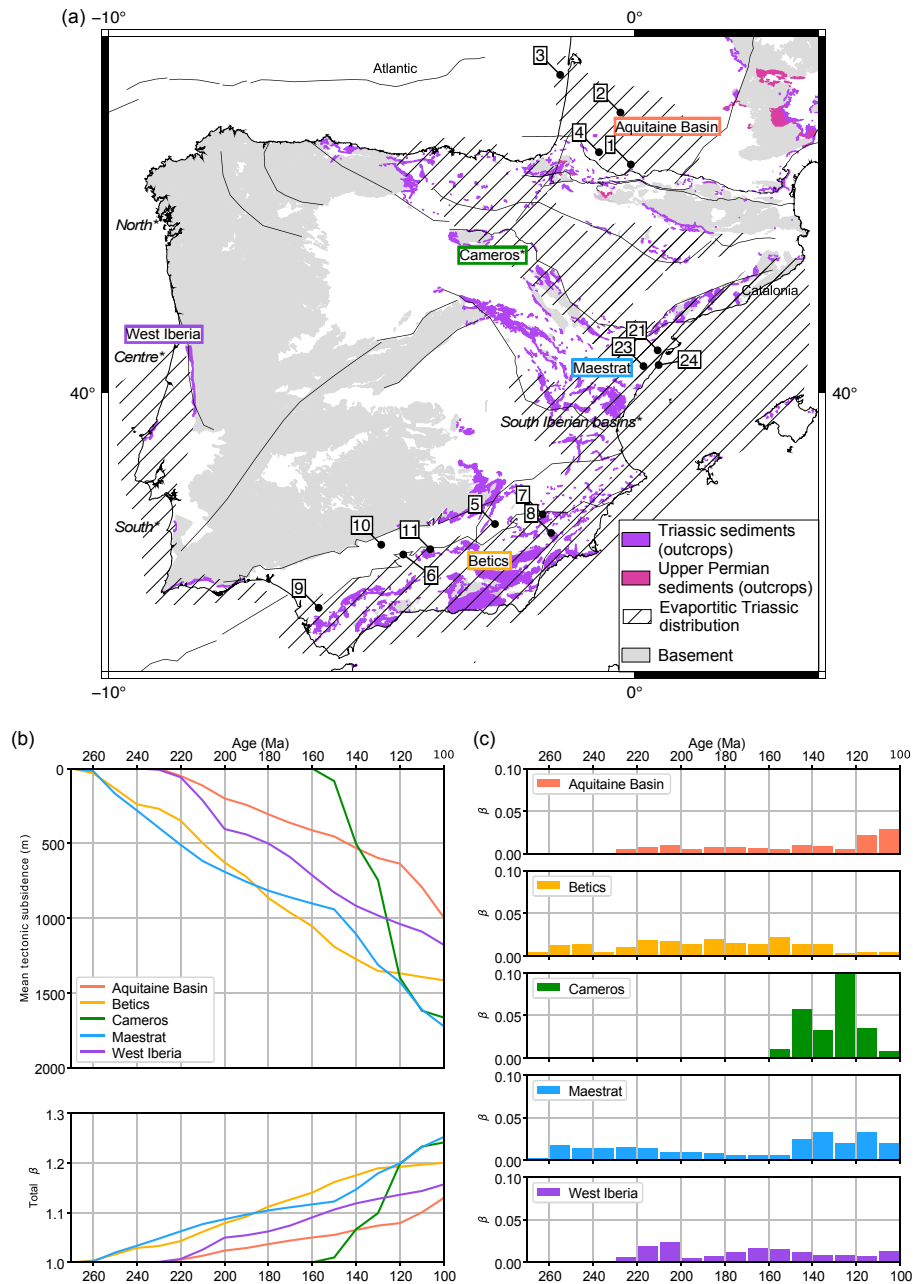 (a)
−10°
0°
3
Atlantic
2
Aquitaine Basin
4
1
North*
Cameros*
Catalonia
West Iberia
21
Centre*
23
24
Maestrat
40°
40°
South Iberian basins*
7
5
8
South*
10
11
Betics
6
9
Triassic sediments
(outcrops)
Upper Permian
sediments (outcrops)
Evaportitic Triassic
distribution
Basement
−10°
0°
(b)
Age (Ma)
260 240 220 200 180 160 140 120 100
0
500
1000
1500
2000
Mean tectonic subsidence (m)
Aquitaine Basin
Betics
Cameros
Maestrat
West Iberia
1.3
1.2
1.1
1.0
Total β
260 240 220 200 180 160 140 120 100
(c)
Age (Ma)
260 240 220 200 180 160 140 120 100
0.10
0.05
0.00
β
Aquitaine Basin
0.10
0.05
0.00
β
Betics
0.10
0.05
0.00
β
Cameros
0.10
0.05
0.00
β
Maestrat
0.10
0.05
0.00
β
West Iberia
260 240 220 200 180 160 140 120 100